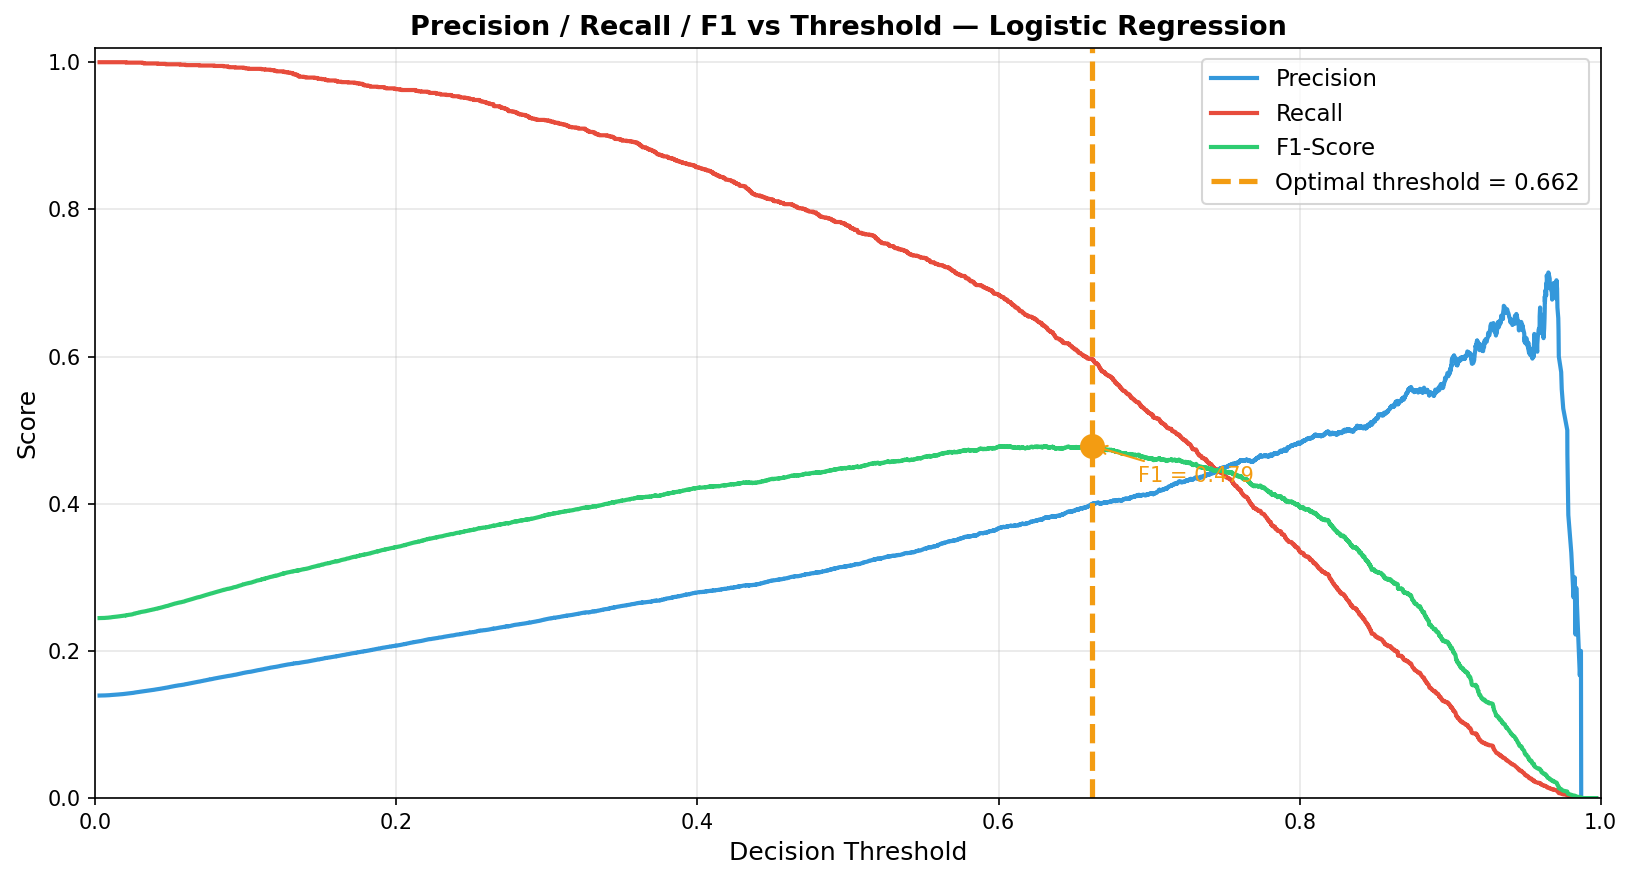 Precision / Recall / F1 vs Threshold — Logistic Regression
Precision
Recall
F1-Score
Optimal threshold = 0.662
F1 = 0.479
Score
1.0
0.8
0.6
0.4
0.2
0.0
0.0 0.2 0.4 0.6 0.8 1.0
Decision Threshold